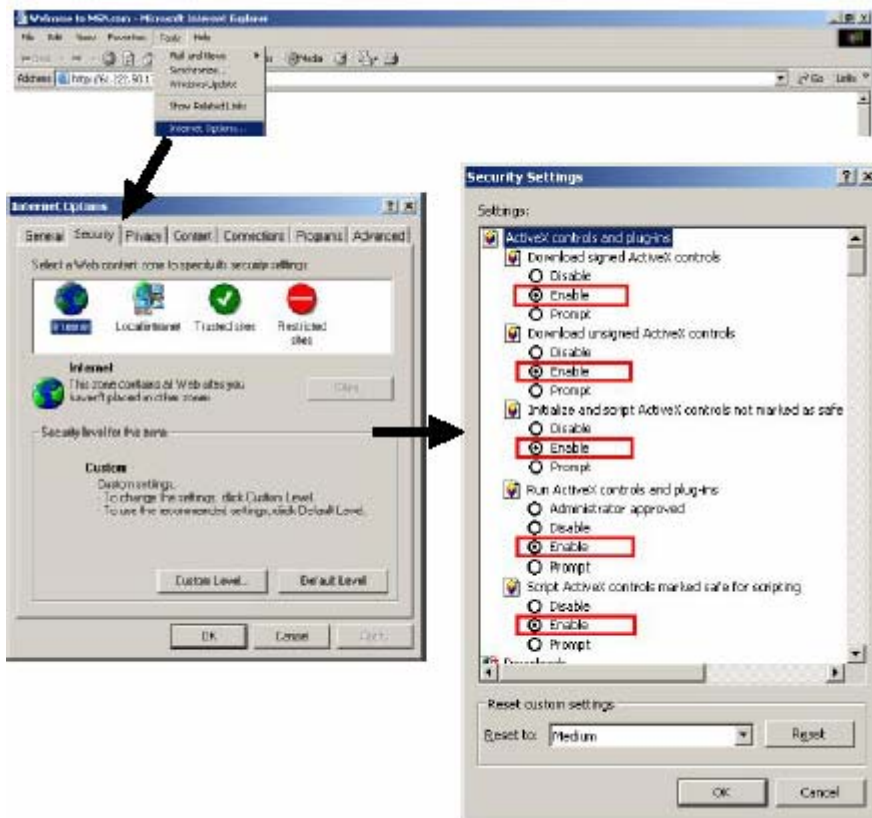 Welcome to MSN.com - Microsoft Internet Explorer
File Edit View Favorites Tools Help
Mail and News
Synchronize...
Windows Update
Show Related Links
Internet Options...
Media
Address
Go Links
Internet Options
General Security Privacy Content Connections Programs Advanced
Select a Web content zone to specify its security settings
Internet Local intranet Trusted sites Restricted
sites
Internet
This zone contains all Web sites you
haven't placed in other zones
Sites
Security level for this zone
Custom
Custom settings.
- To change the settings, click Custom Level.
- To use the recommended settings, click Default Level.
Custom Level... Default Level
OK Cancel Apply
Security Settings
Settings:
ActiveX controls and plug-ins
Download signed ActiveX controls
Disable
Enable
Prompt
Download unsigned ActiveX controls
Disable
Enable
Prompt
Initialize and script ActiveX controls not marked as safe
Disable
Enable
Prompt
Run ActiveX controls and plug-ins
Administrator approved
Disable
Enable
Prompt
Script ActiveX controls marked safe for scripting
Disable
Enable
Prompt
Downloads
Reset custom settings
Reset to: Medium Reset
OK Cancel